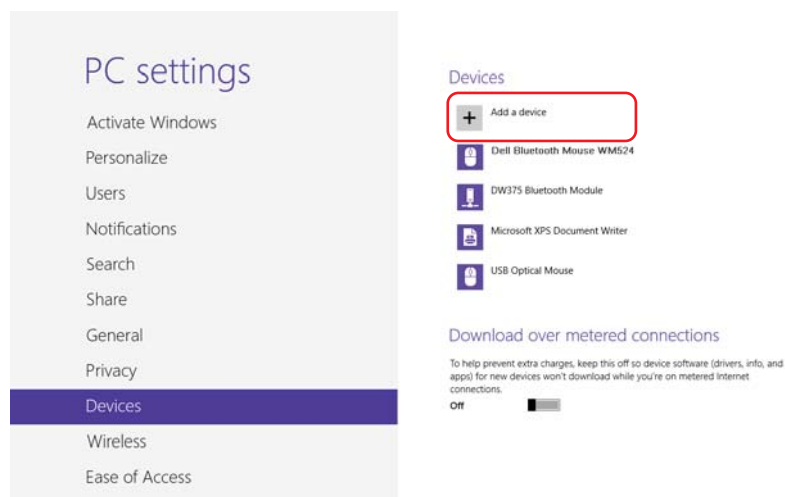 PC settings
Activate Windows
Personalize
Users
Notifications
Search
Share
General
Privacy
Devices
Wireless
Ease of Access
Devices
Add a device
Dell Bluetooth Mouse WM524
DW375 Bluetooth Module
Microsoft XPS Document Writer
USB Optical Mouse
Download over metered connections
To help prevent extra charges, keep this off so device software (drivers, info, and
apps) for new devices won't download while you're on metered Internet
connections.
Off